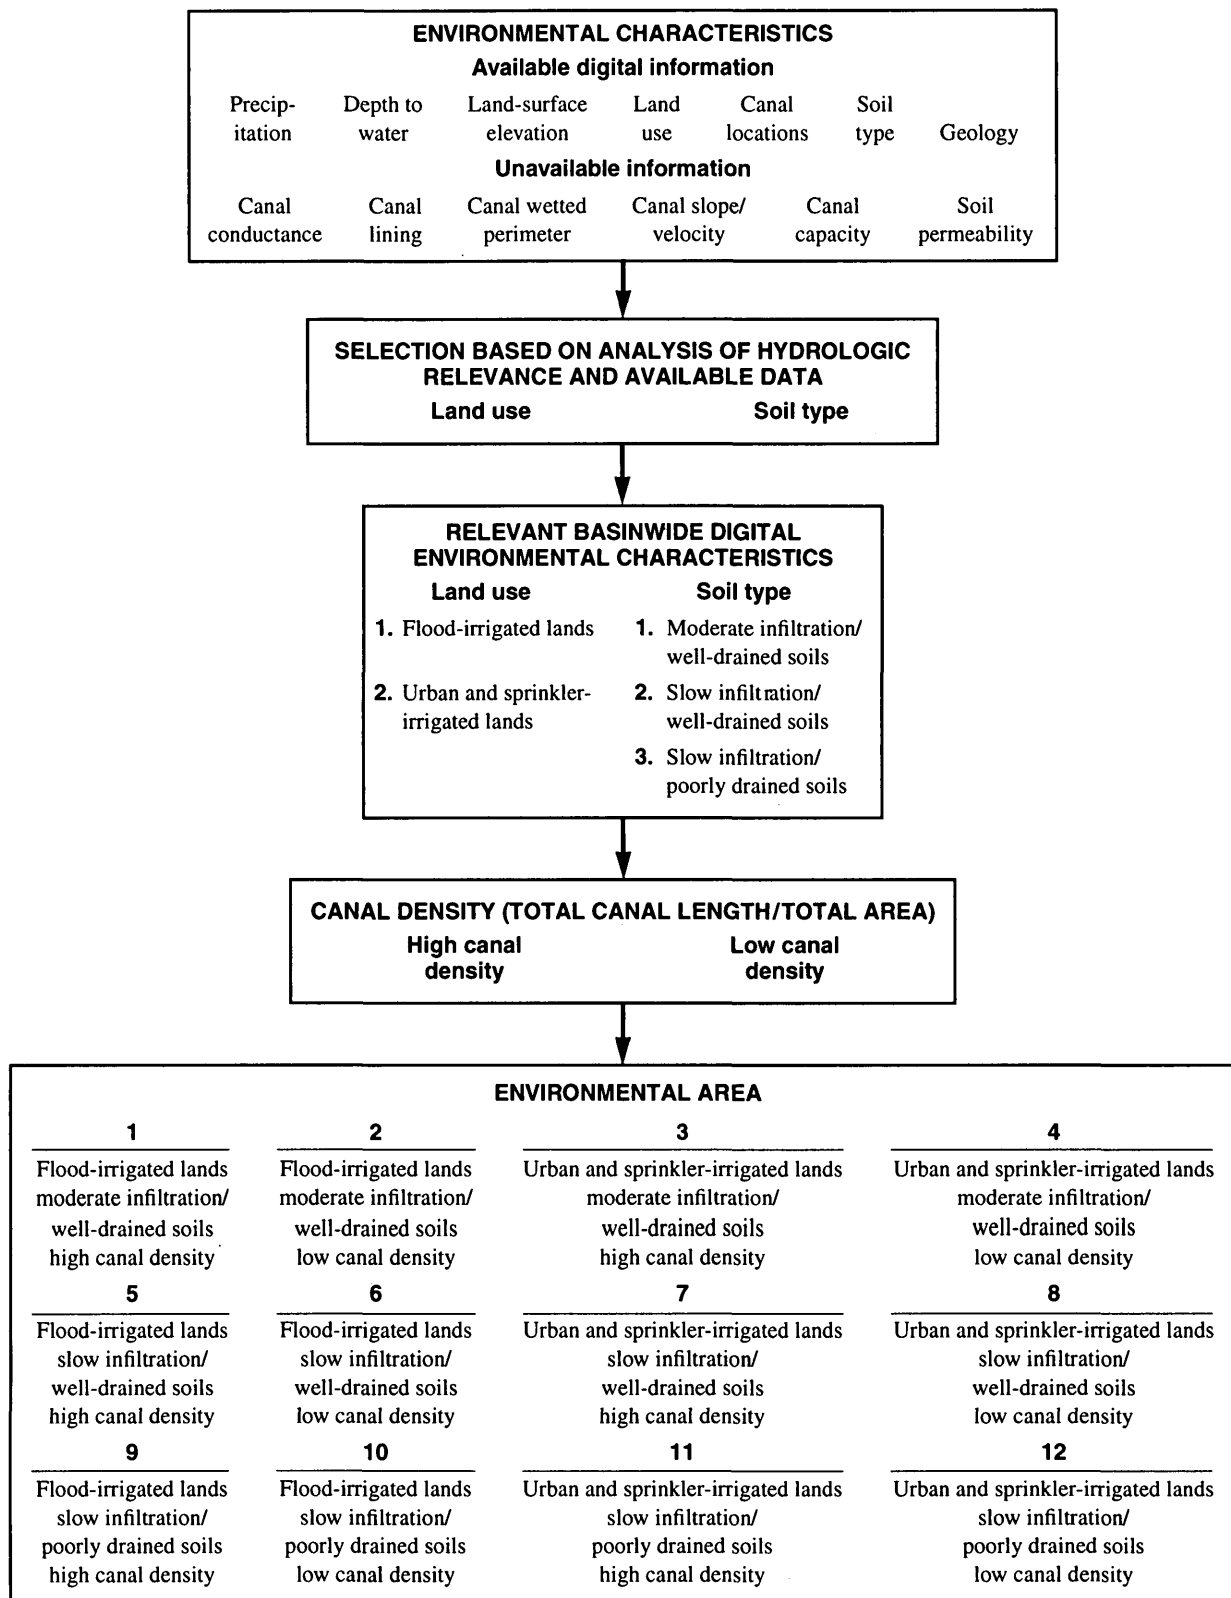 ENVIRONMENTAL CHARACTERISTICS
Available digital information
Precip- Depth to Land-surface Land Canal Soil
itation water elevation use locations type Geology
Unavailable information
Canal Canal Canal wetted Canal slope/ Canal Soil
conductance lining perimeter velocity capacity permeability
SELECTION BASED ON ANALYSIS OF HYDROLOGIC
RELEVANCE AND AVAILABLE DATA
Land use Soil type
RELEVANT BASINWIDE DIGITAL
ENVIRONMENTAL CHARACTERISTICS
Land use Soil type
1. Flood-irrigated lands 1. Moderate infiltration/
well-drained soils
2. Urban and sprinkler- 2. Slow infiltration/
irrigated lands well-drained soils
3. Slow infiltration/
poorly drained soils
CANAL DENSITY (TOTAL CANAL LENGTH/TOTAL AREA)
High canal Low canal
density density
ENVIRONMENTAL AREA
1 2 3 4
Flood-irrigated lands Flood-irrigated lands Urban and sprinkler-irrigated lands Urban and sprinkler-irrigated lands
moderate infiltration/ moderate infiltration/ moderate infiltration/ moderate infiltration/
well-drained soils well-drained soils well-drained soils well-drained soils
high canal density low canal density high canal density low canal density
5 6 7 8
Flood-irrigated lands Flood-irrigated lands Urban and sprinkler-irrigated lands Urban and sprinkler-irrigated lands
slow infiltration/ slow infiltration/ slow infiltration/ slow infiltration/
well-drained soils well-drained soils well-drained soils well-drained soils
high canal density low canal density high canal density low canal density
9 10 11 12
Flood-irrigated lands Flood-irrigated lands Urban and sprinkler-irrigated lands Urban and sprinkler-irrigated lands
slow infiltration/ slow infiltration/ slow infiltration/ slow infiltration/
poorly drained soils poorly drained soils poorly drained soils poorly drained soils
high canal density low canal density high canal density low canal density